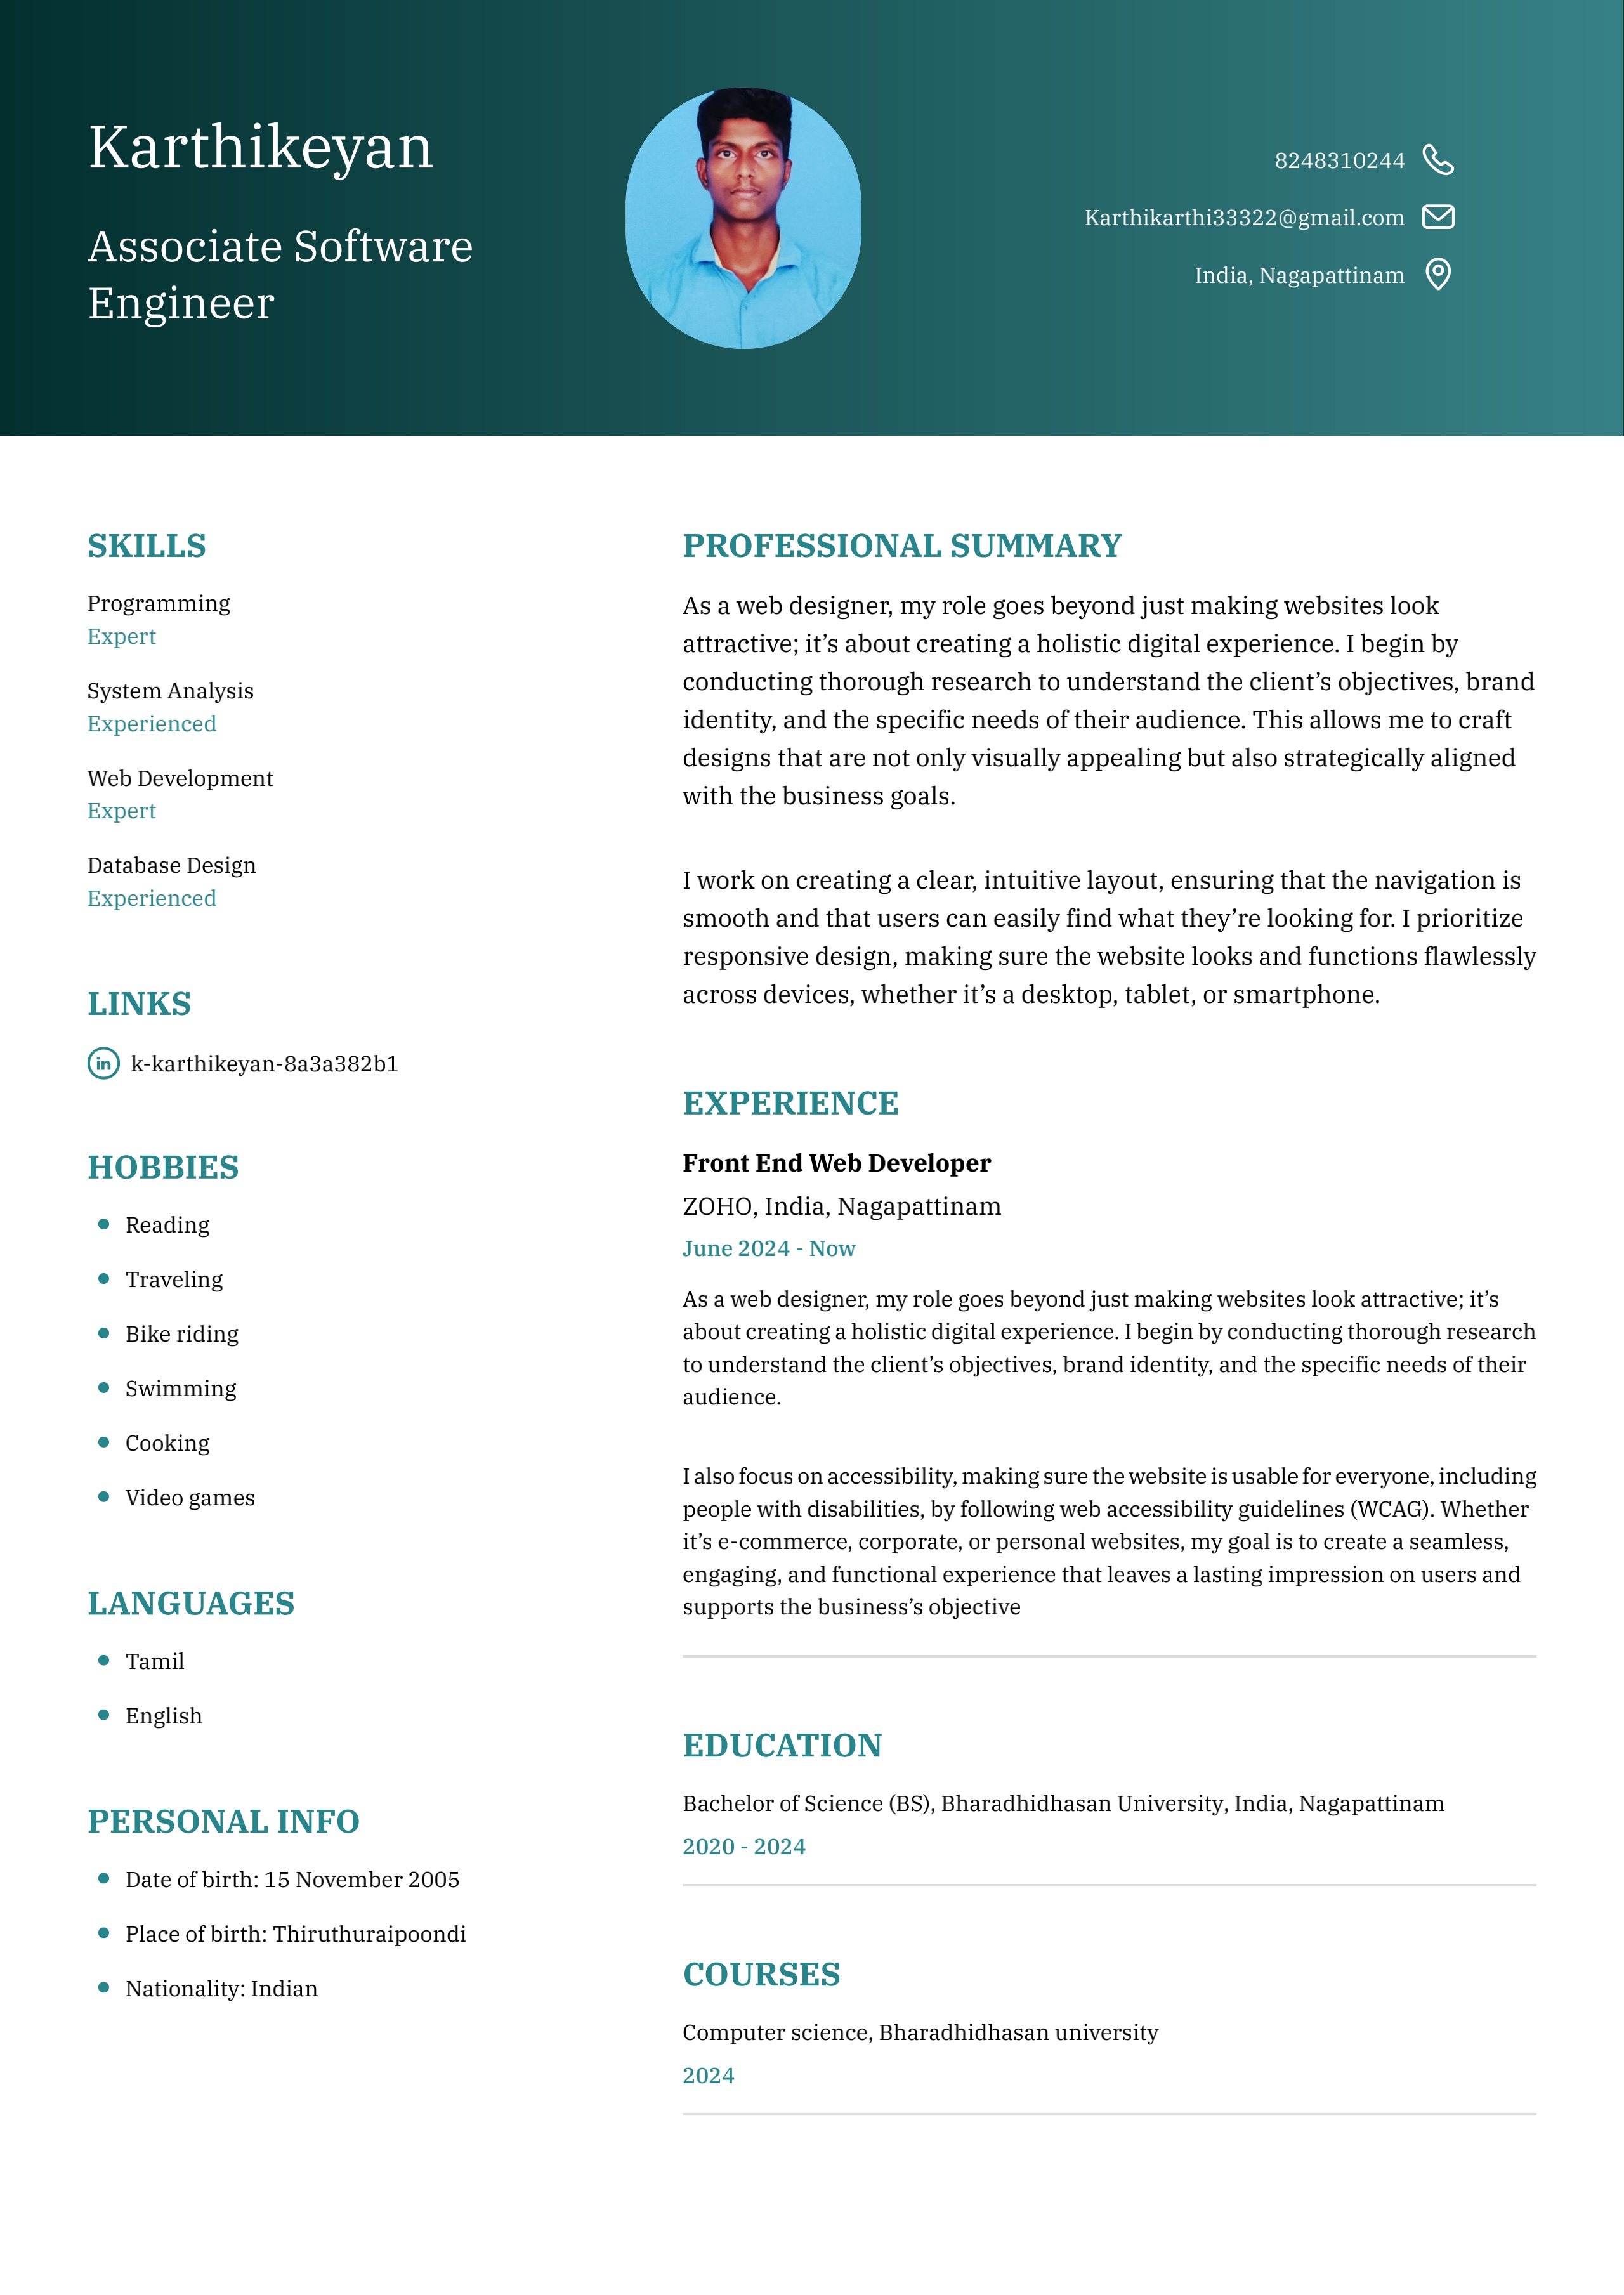 Karthikeyan
Associate Software
Engineer
8248310244
Karthikarthi33322@gmail.com
India, Nagapattinam
SKILLS
Programming
Expert
System Analysis
Experienced
Web Development
Expert
Database Design
Experienced
LINKS
in k-karthikeyan-8a3a382b1
HOBBIES
Reading
Traveling
Bike riding
Swimming
Cooking
Video games
LANGUAGES
Tamil
English
PERSONAL INFO
Date of birth: 15 November 2005
Place of birth: Thiruthuraipoondi
Nationality: Indian
PROFESSIONAL SUMMARY
As a web designer, my role goes beyond just making websites look
attractive; it’s about creating a holistic digital experience. I begin by
conducting thorough research to understand the client’s objectives, brand
identity, and the specific needs of their audience. This allows me to craft
designs that are not only visually appealing but also strategically aligned
with the business goals.
I work on creating a clear, intuitive layout, ensuring that the navigation is
smooth and that users can easily find what they’re looking for. I prioritize
responsive design, making sure the website looks and functions flawlessly
across devices, whether it’s a desktop, tablet, or smartphone.
EXPERIENCE
Front End Web Developer
ZOHO, India, Nagapattinam
June 2024 - Now
As a web designer, my role goes beyond just making websites look attractive; it’s
about creating a holistic digital experience. I begin by conducting thorough research
to understand the client’s objectives, brand identity, and the specific needs of their
audience.
I also focus on accessibility, making sure the website is usable for everyone, including
people with disabilities, by following web accessibility guidelines (WCAG). Whether
it’s e-commerce, corporate, or personal websites, my goal is to create a seamless,
engaging, and functional experience that leaves a lasting impression on users and
supports the business’s objective
EDUCATION
Bachelor of Science (BS), Bharadhidhasan University, India, Nagapattinam
2020 - 2024
COURSES
Computer science, Bharadhidhasan university
2024